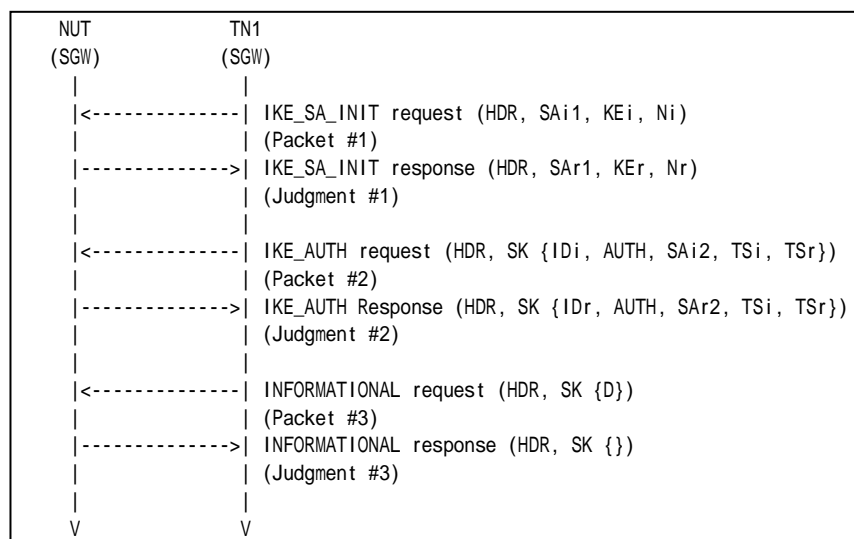 NUT TN1
(SGW) (SGW)
| |
|<--------------| IKE_SA_INIT request (HDR, SAi1, KEi, Ni)
| | (Packet #1)
|-------------->| IKE_SA_INIT response (HDR, SAr1, KEr, Nr)
| | (Judgment #1)
| |
|<--------------| IKE_AUTH request (HDR, SK {IDi, AUTH, SAi2, TSi, TSr})
| | (Packet #2)
|-------------->| IKE_AUTH Response (HDR, SK {IDr, AUTH, SAr2, TSi, TSr})
| | (Judgment #2)
| |
|<--------------| INFORMATIONAL request (HDR, SK {D})
| | (Packet #3)
|-------------->| INFORMATIONAL response (HDR, SK {})
| | (Judgment #3)
| |
V V